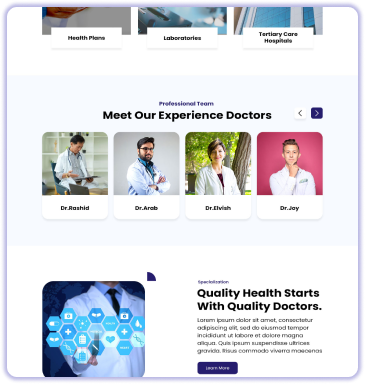 Health Plans
Laboratories
Tertiary Care
Hospitals
Professional Team
Meet Our Experience Doctors
Dr.Rashid
Dr.Arab
Dr.Elvish
Dr.Jay
Specialization
Quality Health Starts
With Quality Doctors.
Lorem ipsum dolor sit amet, consectetur
adipiscing elit, sed do eiusmod tempor
incididunt ut labore et dolore magna
aliqua. Quis ipsum suspendisse ultrices
gravida. Risus commodo viverra maecenas
Learn More